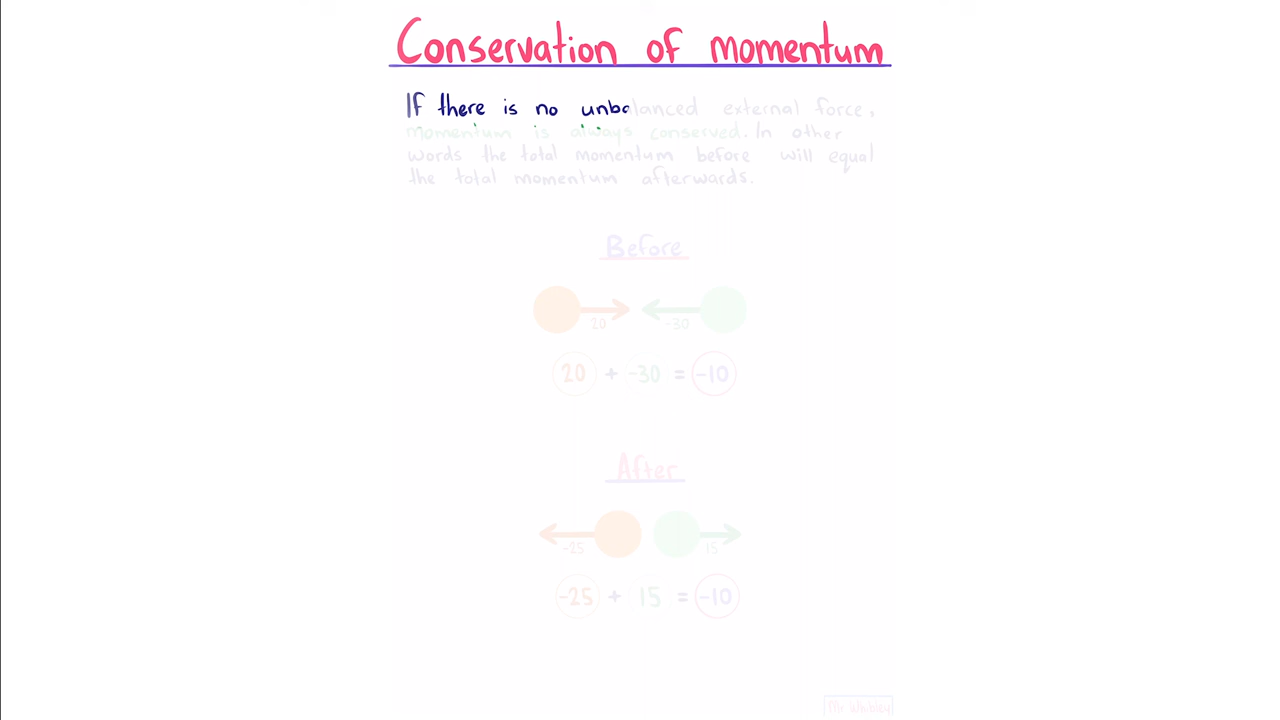 Conservation of momentum
If there is no unbalanced external force,
momentum is always conserved. In other
words the total momentum before will equal
the total momentum afterwards.
Before
20 -30
20 + -30 = -10
After
-25 15
-25 + 15 = -10
Mr Whibley